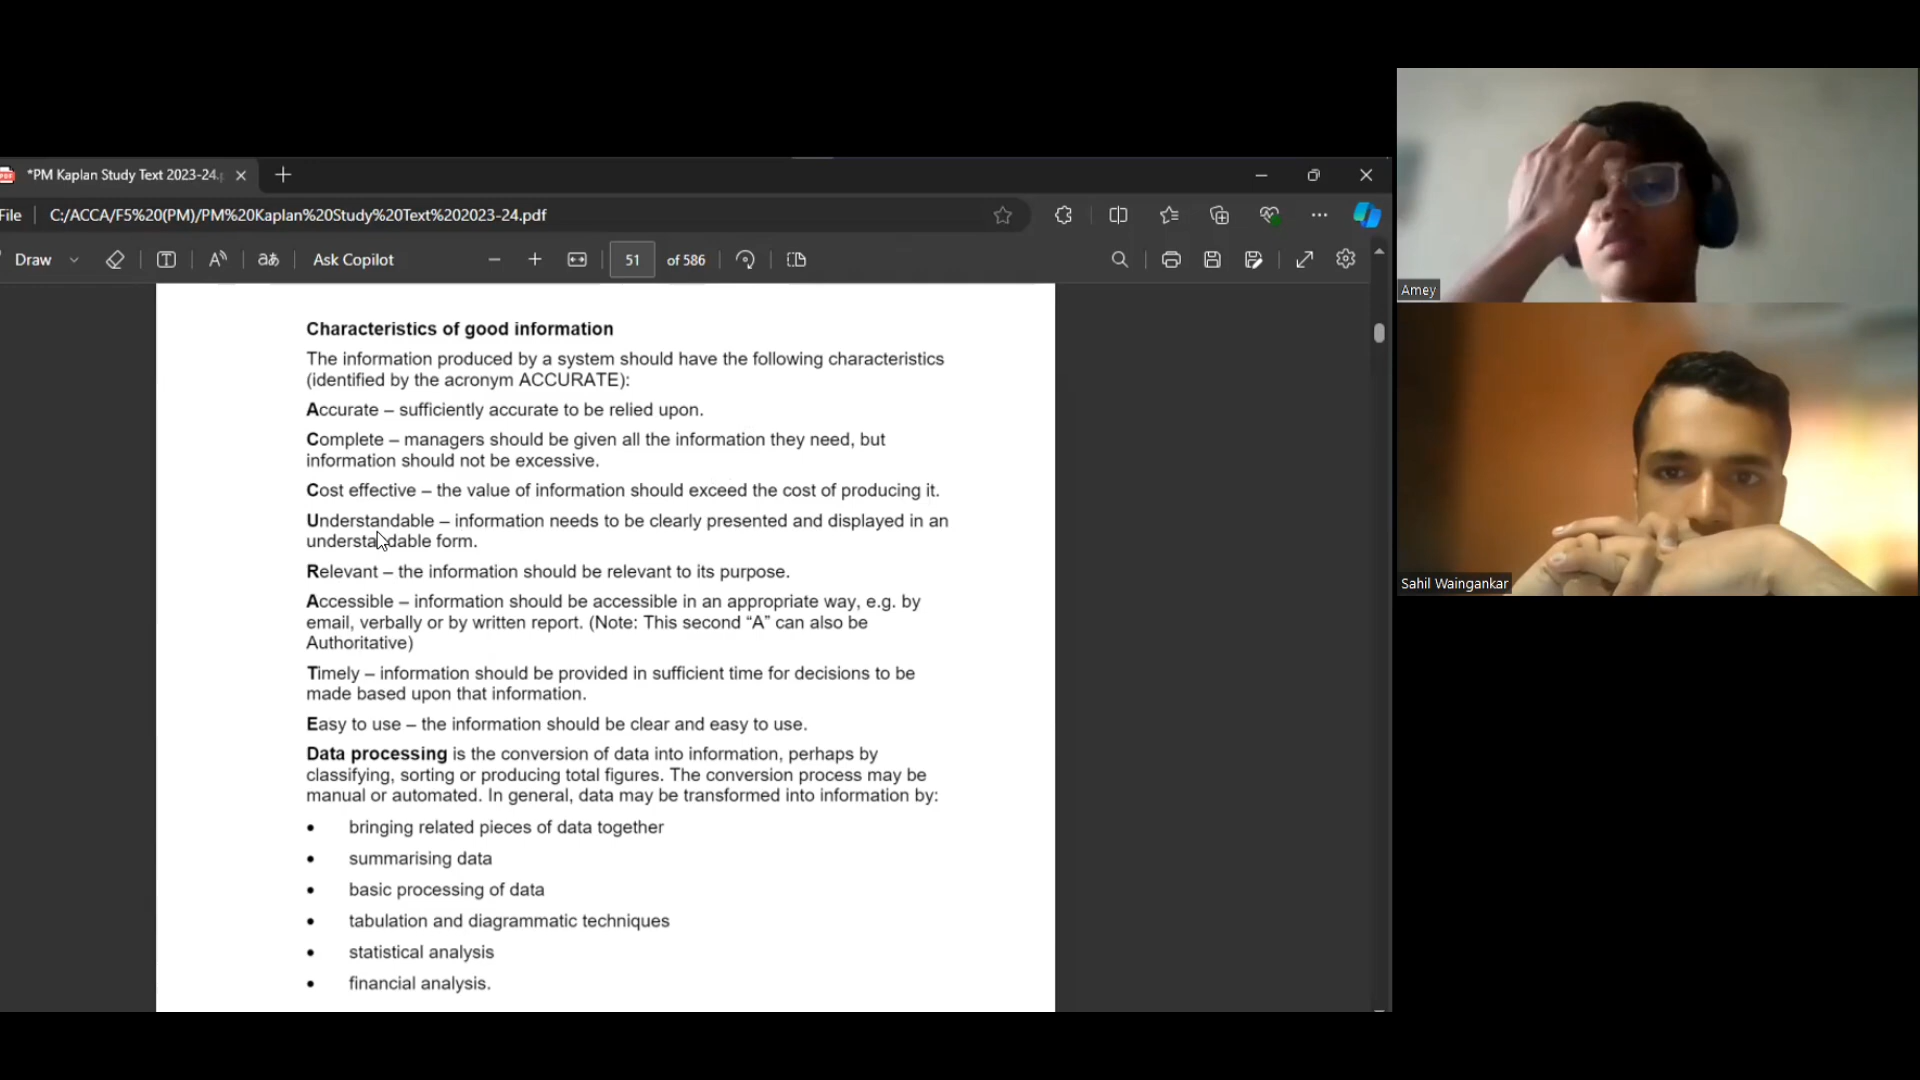 *PM Kaplan Study Text 2023-24.
File C:/ACCA/F5%20(PM)/PM%20Kaplan%20Study%20Text%202023-24.pdf
Draw Ask Copilot 51 of 586
Characteristics of good information
The information produced by a system should have the following characteristics
(identified by the acronym ACCURATE):
Accurate – sufficiently accurate to be relied upon.
Complete – managers should be given all the information they need, but
information should not be excessive.
Cost effective – the value of information should exceed the cost of producing it.
Understandable – information needs to be clearly presented and displayed in an
understandable form.
Relevant – the information should be relevant to its purpose.
Accessible – information should be accessible in an appropriate way, e.g. by
email, verbally or by written report. (Note: This second “A” can also be
Authoritative)
Timely – information should be provided in sufficient time for decisions to be
made based upon that information.
Easy to use – the information should be clear and easy to use.
Data processing is the conversion of data into information, perhaps by
classifying, sorting or producing total figures. The conversion process may be
manual or automated. In general, data may be transformed into information by:
• bringing related pieces of data together
• summarising data
• basic processing of data
• tabulation and diagrammatic techniques
• statistical analysis
• financial analysis.
Amey
Sahil Waingankar